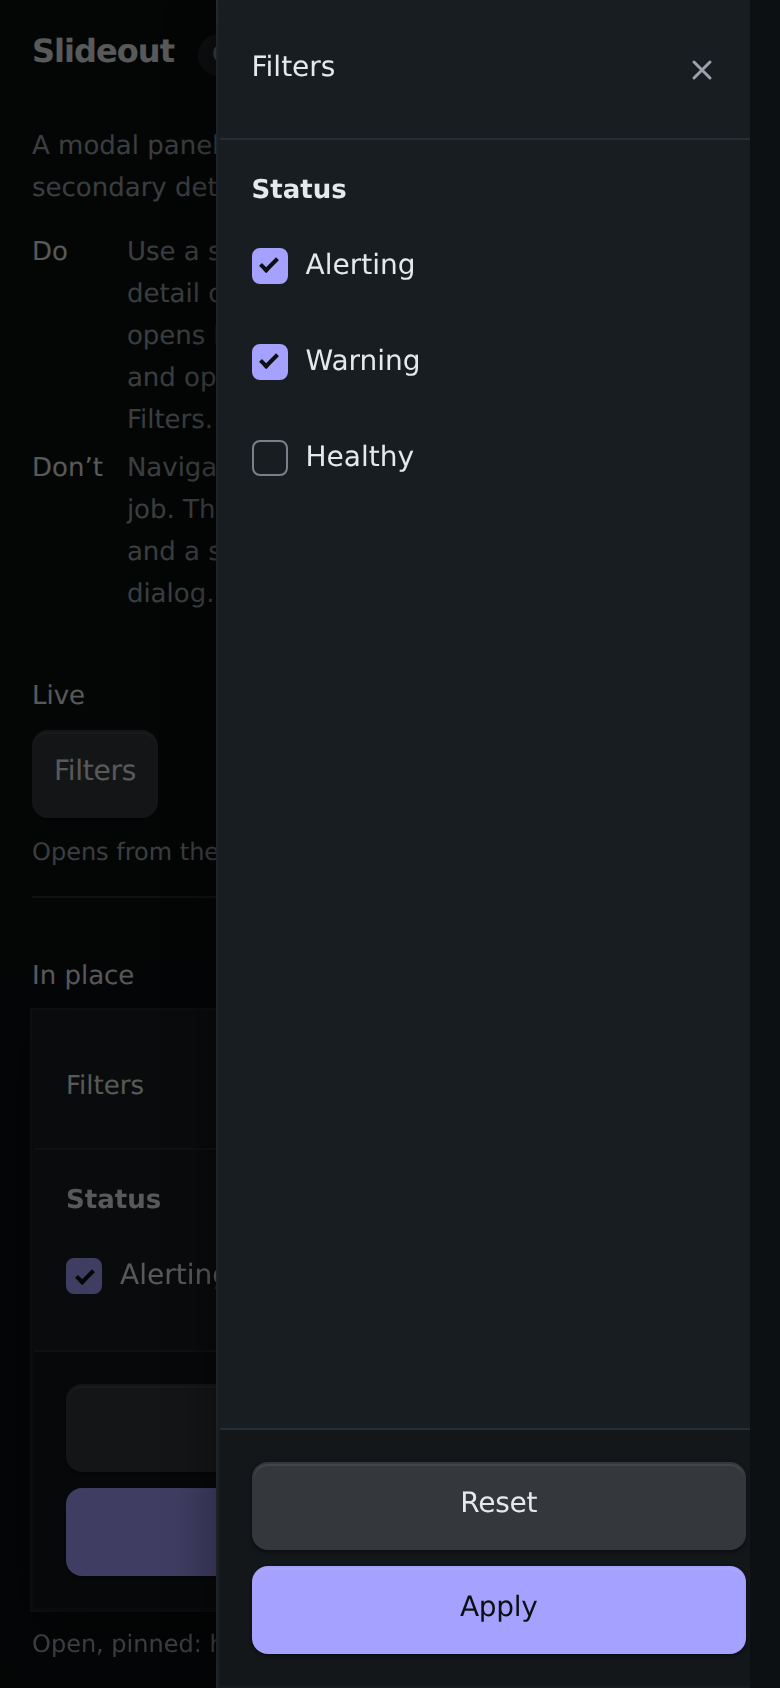 Slideout
A modal panel
secondary det
Do
Use a s
detail
opens
and op
Filters.
Don’t
Naviga
job. Th
and a s
dialog.
Live
Filters
Opens from the
In place
Filters
Status
Alerting
Open, pinned:
Filters
Status
Alerting
Warning
Healthy
Reset
Apply